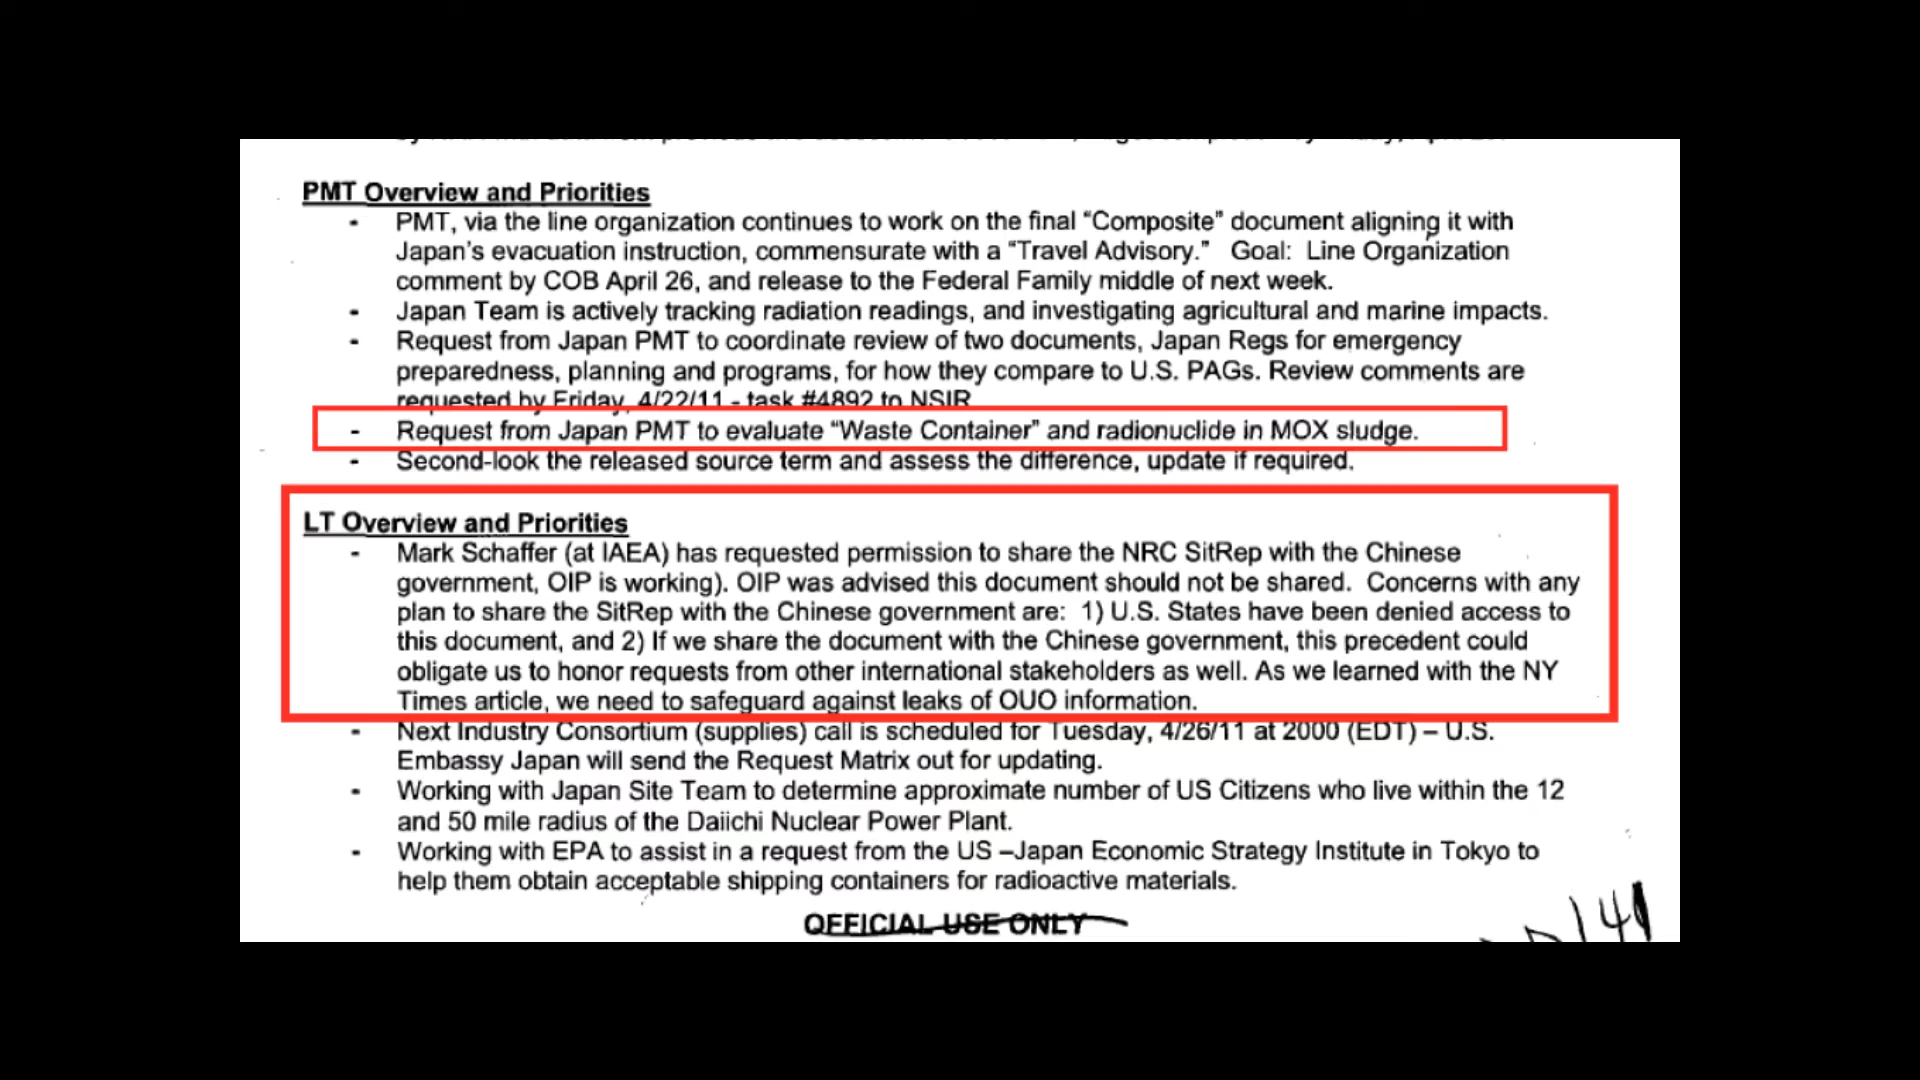 PMT Overview and Priorities
- PMT, via the line organization continues to work on the final “Composite” document aligning it with
Japan’s evacuation instruction, commensurate with a “Travel Advisory.” Goal: Line Organization
comment by COB April 26, and release to the Federal Family middle of next week.
- Japan Team is actively tracking radiation readings, and investigating agricultural and marine impacts.
- Request from Japan PMT to coordinate review of two documents, Japan Regs for emergency
preparedness, planning and programs, for how they compare to U.S. PAGs. Review comments are
requested by Friday, 4/22/11 - task #4892 to NSIR
- Request from Japan PMT to evaluate “Waste Container” and radionuclide in MOX sludge.
- Second-look the released source term and assess the difference, update if required.
LT Overview and Priorities
- Mark Schaffer (at IAEA) has requested permission to share the NRC SitRep with the Chinese
government, OIP is working). OIP was advised this document should not be shared. Concerns with any
plan to share the SitRep with the Chinese government are: 1) U.S. States have been denied access to
this document, and 2) If we share the document with the Chinese government, this precedent could
obligate us to honor requests from other international stakeholders as well. As we learned with the NY
Times article, we need to safeguard against leaks of OUO information.
- Next Industry Consortium (supplies) call is scheduled for Tuesday, 4/26/11 at 2000 (EDT) – U.S.
Embassy Japan will send the Request Matrix out for updating.
- Working with Japan Site Team to determine approximate number of US Citizens who live within the 12
and 50 mile radius of the Daiichi Nuclear Power Plant.
- Working with EPA to assist in a request from the US –Japan Economic Strategy Institute in Tokyo to
help them obtain acceptable shipping containers for radioactive materials.
OFFICIAL USE ONLY